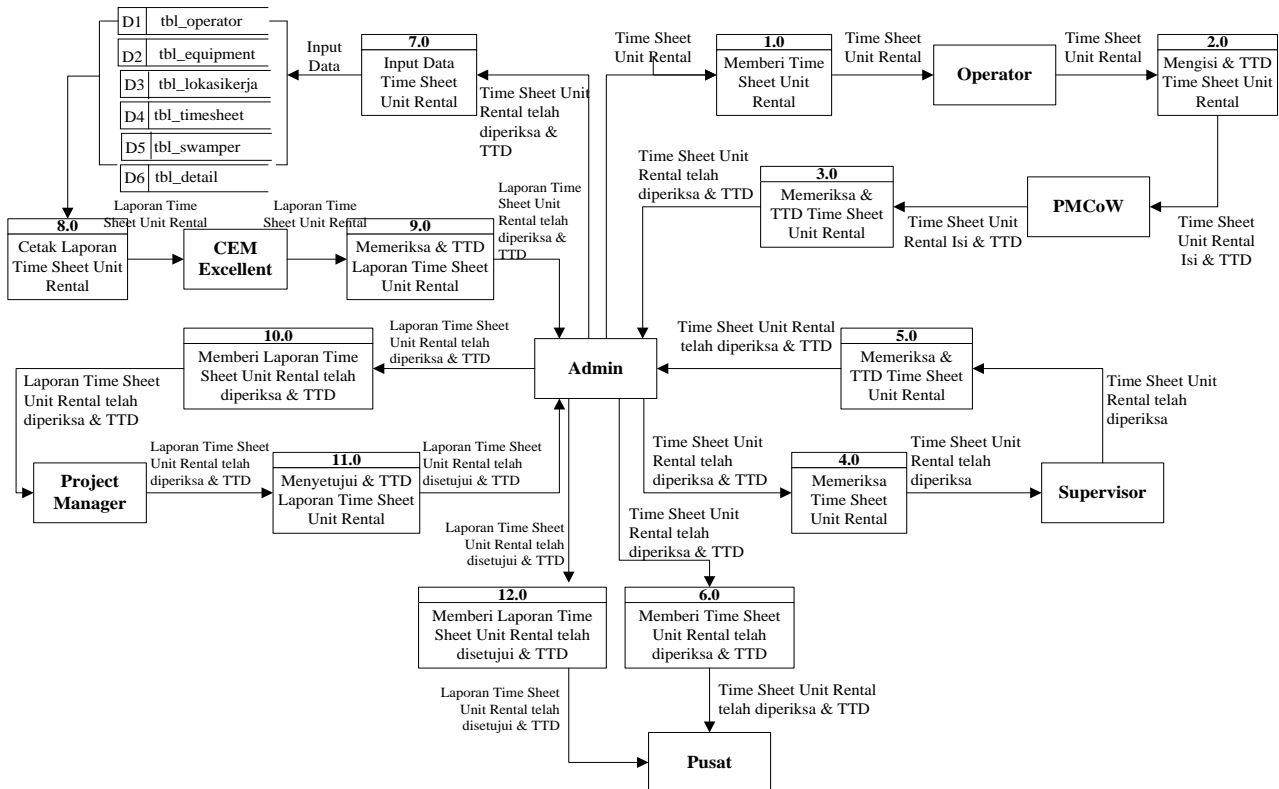 D1 tbl_operator
D2 tbl_equipment
D3 tbl_lokasikerja
D4 tbl_timesheet
D5 tbl_swamper
D6 tbl_detail
Input
Data
7.0
Input Data
Time Sheet
Unit Rental
Time Sheet Unit
Rental telah
diperiksa &
TTD
Time Sheet
Unit Rental
1.0
Memberi Time
Sheet Unit
Rental
Time Sheet
Unit Rental
Operator
Time Sheet
Unit Rental
2.0
Mengisi & TTD
Time Sheet Unit
Rental
Time Sheet
Unit Rental
Isi & TTD
PMCoW
Time Sheet Unit
Rental Isi & TTD
3.0
Memeriksa &
TTD Time Sheet
Unit Rental
Time Sheet Unit
Rental telah
diperiksa & TTD
Laporan Time
Sheet Unit Rental
8.0
Cetak Laporan
Time Sheet Unit
Rental
CEM
Excellent
Laporan Time
Sheet Unit Rental
9.0
Memeriksa & TTD
Laporan Time Sheet
Unit Rental
Laporan Time
Sheet Unit
Rental telah
diperiksa &
TTD
Admin
Laporan Time Sheet
Unit Rental telah
diperiksa & TTD
10.0
Memberi Laporan Time
Sheet Unit Rental telah
diperiksa & TTD
Laporan Time Sheet
Unit Rental telah
diperiksa & TTD
Project
Manager
Laporan Time Sheet
Unit Rental telah
diperiksa & TTD
11.0
Menyetujui & TTD
Laporan Time Sheet
Unit Rental
Laporan Time Sheet
Unit Rental telah
disetujui & TTD
Time Sheet Unit Rental
telah diperiksa & TTD
5.0
Memeriksa &
TTD Time Sheet
Unit Rental
Time Sheet Unit
Rental telah
diperiksa
Time Sheet Unit
Rental telah
diperiksa & TTD
4.0
Memeriksa
Time Sheet
Unit Rental
Time Sheet Unit
Rental telah
diperiksa
Supervisor
Laporan Time Sheet
Unit Rental telah
disetujui & TTD
Time Sheet Unit
Rental telah
diperiksa & TTD
12.0
Memberi Laporan Time
Sheet Unit Rental telah
disetujui & TTD
6.0
Memberi Time Sheet
Unit Rental telah
diperiksa & TTD
Laporan Time Sheet
Unit Rental telah
disetujui & TTD
Time Sheet Unit Rental
telah diperiksa & TTD
Pusat